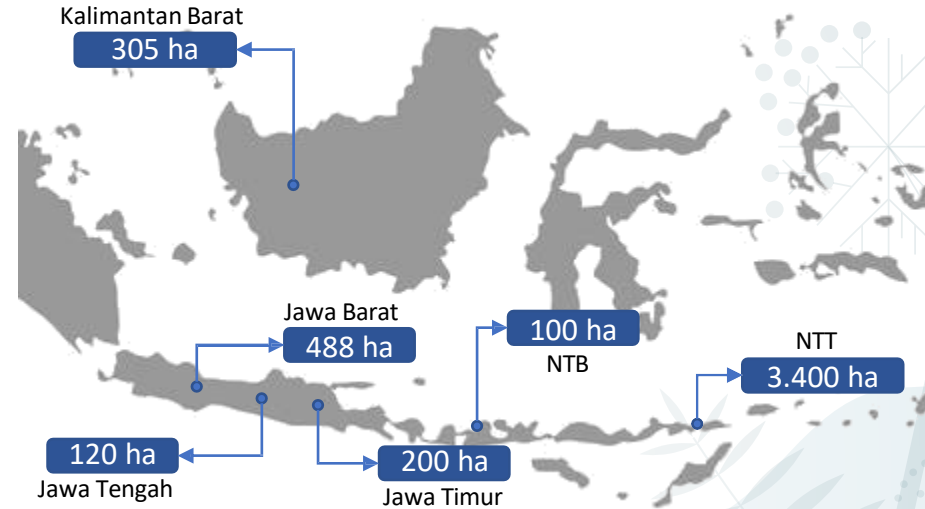 Kalimantan Barat
305 ha
Jawa Barat
488 ha
100 ha
NTB
NTT
3.400 ha
120 ha
Jawa Tengah
200 ha
Jawa Timur